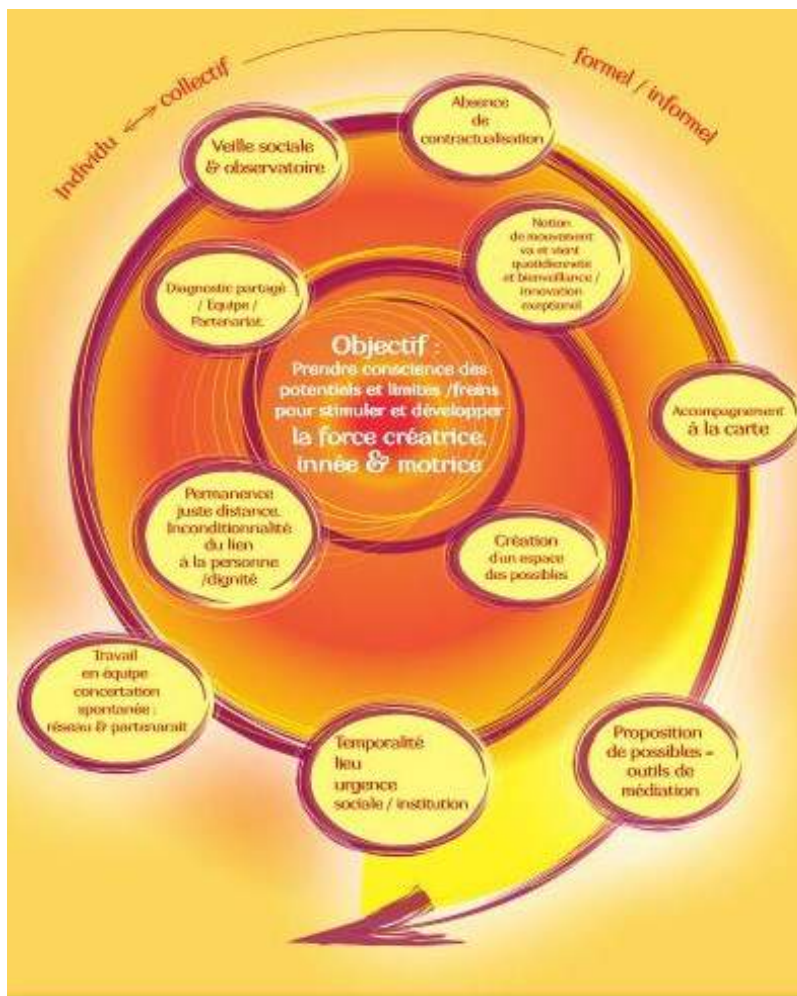 Individu <--> collectif
formel / informel
Absence
de
contractualisation
Veille sociale
& observatoire
Notion
de mouvement
va et vient
quotidienneté
et bienveillance /
innovation
exeptionel
Diagnostic partagé
/ Equipe /
Partenariat.
Objectif :
Prendre conscience des
potentiels et limites /freins
pour stimuler et développer
la force créatrice,
innée & motrice
Accompagnement
à la carte
Permanence
juste distance.
Inconditionnalité
du lien
à la personne
/dignité
Création
d'un espace
des possibles
Travail
en équipe
concertation
spontanée :
réseau & partenarait
Temporalité
lieu
urgence
sociale / institution
Proposition
de possibles =
outils de
médiation